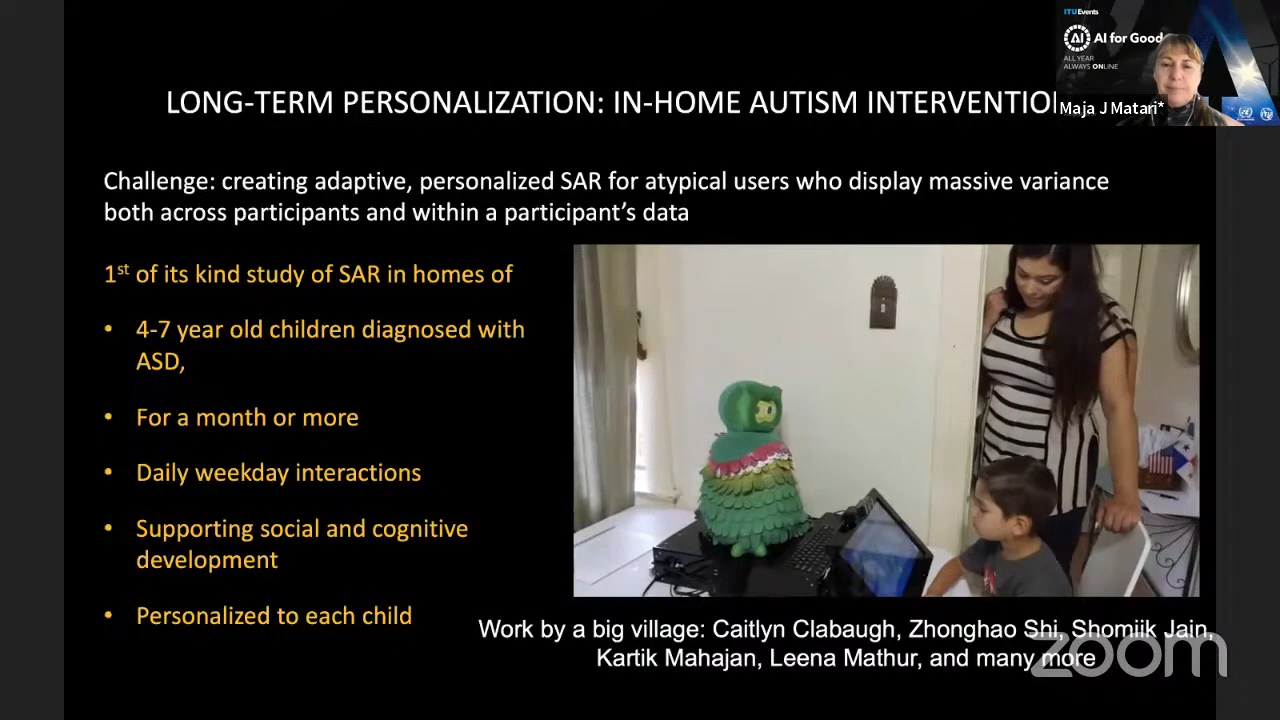 ITUEvents
AI AI for Good
ALL YEAR
ALWAYS ONLINE
Maja J Matari*
LONG-TERM PERSONALIZATION: IN-HOME AUTISM INTERVENTION
Challenge: creating adaptive, personalized SAR for atypical users who display massive variance
both across participants and within a participant's data
1st of its kind study of SAR in homes of
• 4-7 year old children diagnosed with
ASD,
• For a month or more
• Daily weekday interactions
• Supporting social and cognitive
development
• Personalized to each child
Work by a big village: Caitlyn Clabaugh, Zhonghao Shi, Shomiik Jain,
Kartik Mahajan, Leena Mathur, and many more
zoom